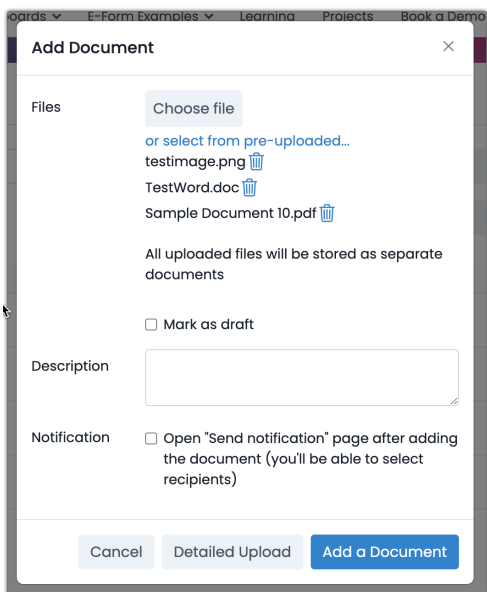 boards E-Form Examples Learning Projects Book a Demo
Add Document
Files
Choose file
or select from pre-uploaded...
testimage.png
TestWord.doc
Sample Document 10.pdf
All uploaded files will be stored as separate
documents
Mark as draft
Description
Notification
Open "Send notification" page after adding
the document (you'll be able to select
recipients)
Cancel Detailed Upload Add a Document